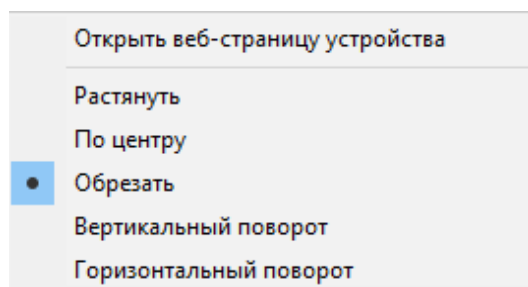 Открыть веб-страницу устройства
Растянуть
По центру
Обрезать
Вертикальный поворот
Горизонтальный поворот